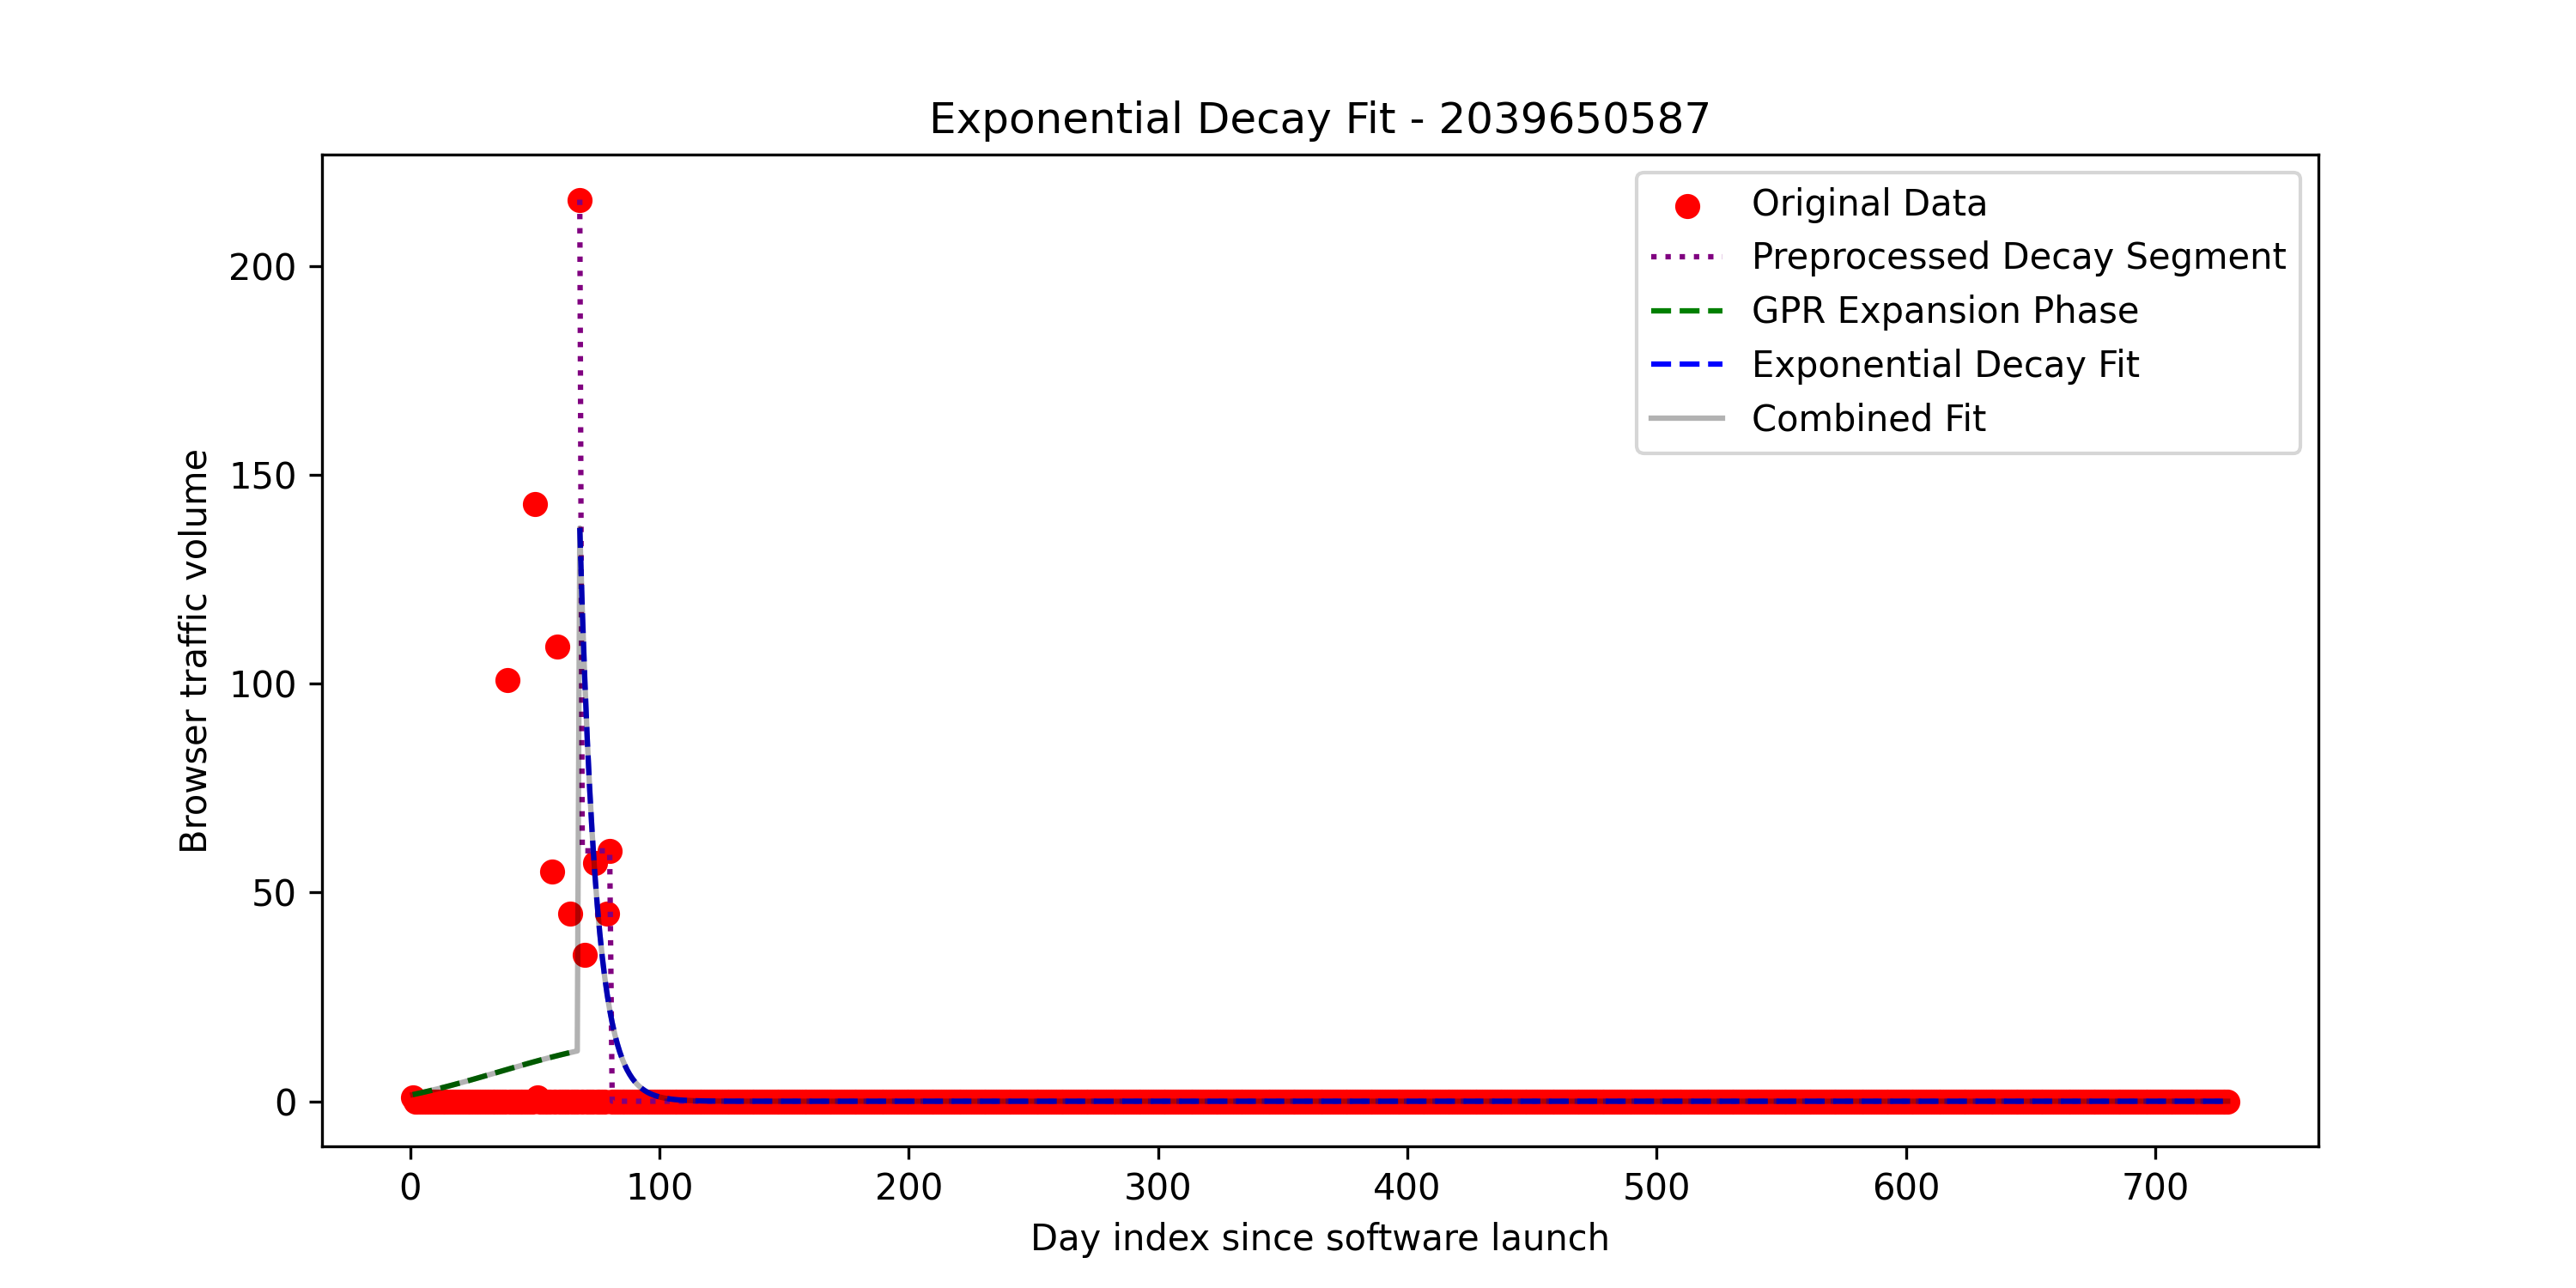 Exponential Decay Fit - 2039650587
Original Data
Preprocessed Decay Segment
GPR Expansion Phase
Exponential Decay Fit
Combined Fit
Browser traffic volume
200
150
100
50
0
0 100 200 300 400 500 600 700
Day index since software launch